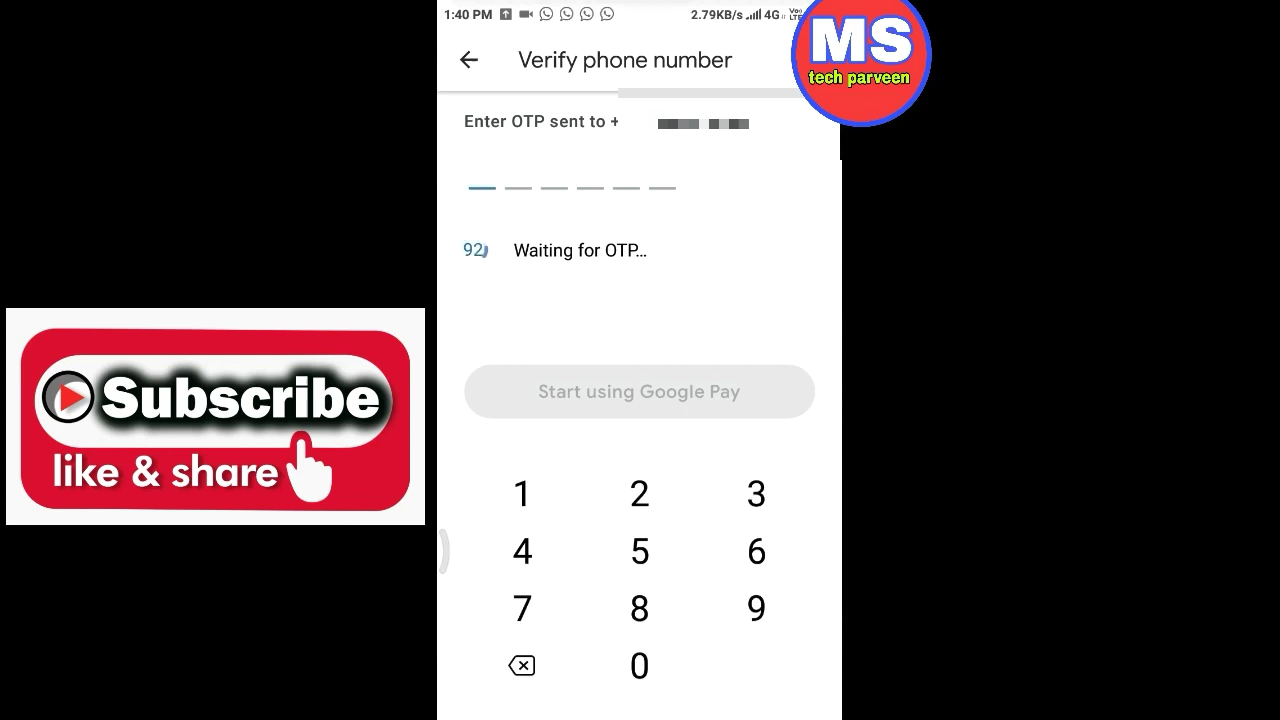 1:40 PM
2.79KB/s 4G
MS
tech parveen
Verify phone number
Enter OTP sent to +
92 Waiting for OTP...
Start using Google Pay
Subscribe
like & share
1 2 3
4 5 6
7 8 9
0